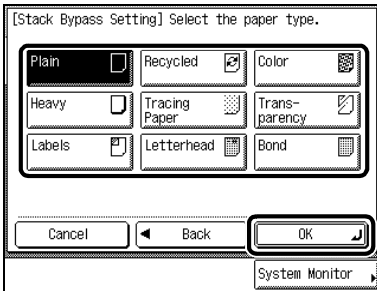 [Stack Bypass Setting] Select the paper type.
Plain
Recycled
Color
Heavy
Tracing
Paper
Trans-
parency
Labels
Letterhead
Bond
Cancel
Back
OK
System Monitor